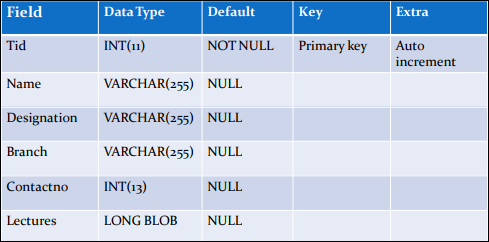 Field Data Type Default Key Extra
Tid INT(11) NOT NULL Primary key Auto increment
Name VARCHAR(255) NULL
Designation VARCHAR(255) NULL
Branch VARCHAR(255) NULL
Contactno INT(13) NULL
Lectures LONG BLOB NULL